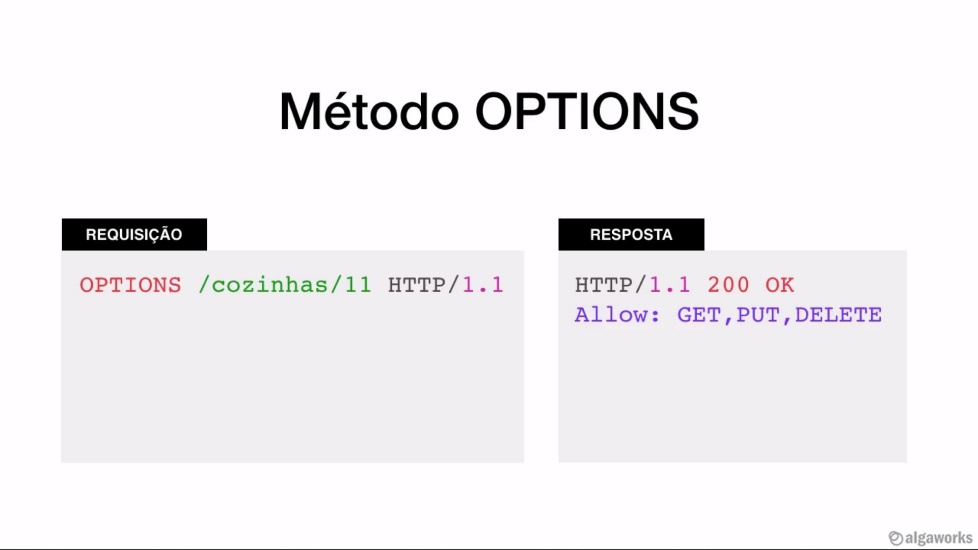 Método OPTIONS
REQUISIÇÃO
OPTIONS /cozinhas/11 HTTP/1.1
RESPOSTA
HTTP/1.1 200 OK
Allow: GET,PUT,DELETE
algaworks